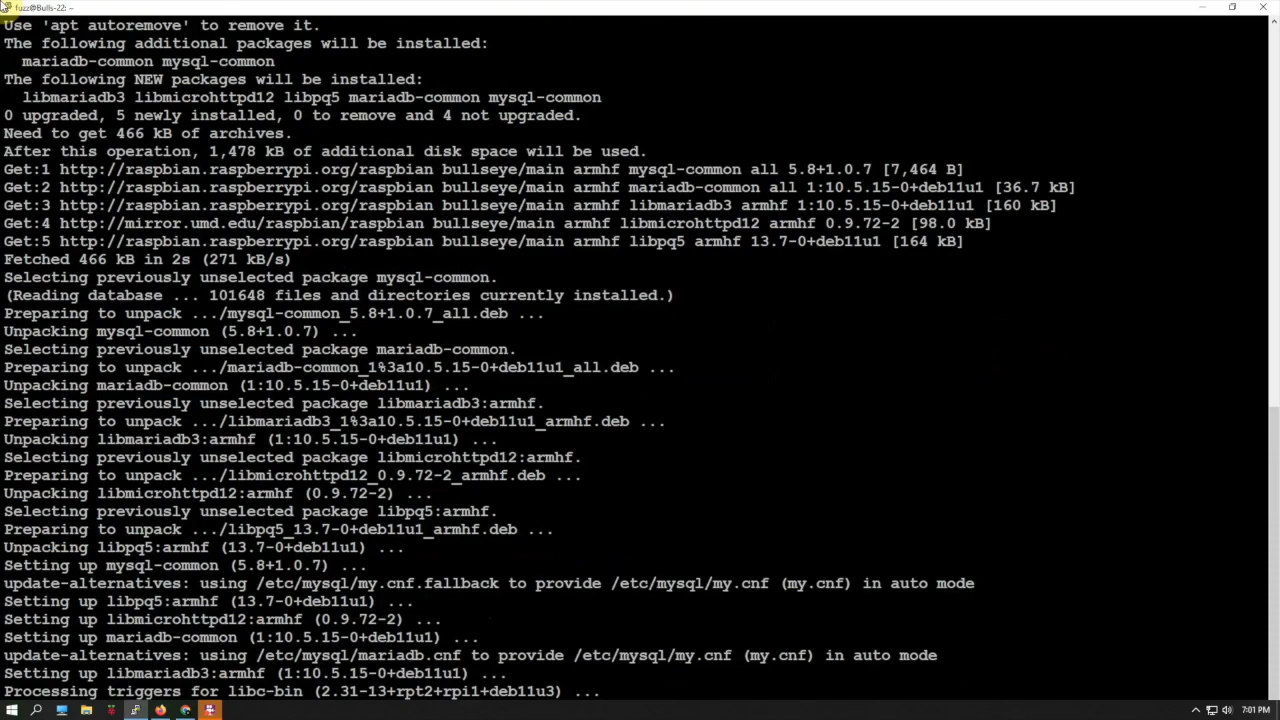 fuzz@Bulls-22: ~
Use 'apt autoremove' to remove it.
The following additional packages will be installed:
  mariadb-common mysql-common
The following NEW packages will be installed:
  libmariadb3 libmicrohttpd12 libpq5 mariadb-common mysql-common
0 upgraded, 5 newly installed, 0 to remove and 4 not upgraded.
Need to get 466 kB of archives.
After this operation, 1,478 kB of additional disk space will be used.
Get:1 http://raspbian.raspberrypi.org/raspbian bullseye/main armhf mysql-common all 5.8+1.0.7 [7,464 B]
Get:2 http://raspbian.raspberrypi.org/raspbian bullseye/main armhf mariadb-common all 1:10.5.15-0+deb11u1 [36.7 kB]
Get:3 http://raspbian.raspberrypi.org/raspbian bullseye/main armhf libmariadb3 armhf 1:10.5.15-0+deb11u1 [160 kB]
Get:4 http://mirror.umd.edu/raspbian/raspbian bullseye/main armhf libmicrohttpd12 armhf 0.9.72-2 [98.0 kB]
Get:5 http://raspbian.raspberrypi.org/raspbian bullseye/main armhf libpq5 armhf 13.7-0+deb11u1 [164 kB]
Fetched 466 kB in 2s (271 kB/s)
Selecting previously unselected package mysql-common.
(Reading database ... 101648 files and directories currently installed.)
Preparing to unpack .../mysql-common_5.8+1.0.7_all.deb ...
Unpacking mysql-common (5.8+1.0.7) ...
Selecting previously unselected package mariadb-common.
Preparing to unpack .../mariadb-common_1%3a10.5.15-0+deb11u1_all.deb ...
Unpacking mariadb-common (1:10.5.15-0+deb11u1) ...
Selecting previously unselected package libmariadb3:armhf.
Preparing to unpack .../libmariadb3_1%3a10.5.15-0+deb11u1_armhf.deb ...
Unpacking libmariadb3:armhf (1:10.5.15-0+deb11u1) ...
Selecting previously unselected package libmicrohttpd12:armhf.
Preparing to unpack .../libmicrohttpd12_0.9.72-2_armhf.deb ...
Unpacking libmicrohttpd12:armhf (0.9.72-2) ...
Selecting previously unselected package libpq5:armhf.
Preparing to unpack .../libpq5_13.7-0+deb11u1_armhf.deb ...
Unpacking libpq5:armhf (13.7-0+deb11u1) ...
Setting up mysql-common (5.8+1.0.7) ...
update-alternatives: using /etc/mysql/my.cnf.fallback to provide /etc/mysql/my.cnf (my.cnf) in auto mode
Setting up libpq5:armhf (13.7-0+deb11u1) ...
Setting up libmicrohttpd12:armhf (0.9.72-2) ...
Setting up mariadb-common (1:10.5.15-0+deb11u1) ...
update-alternatives: using /etc/mysql/mariadb.cnf to provide /etc/mysql/my.cnf (my.cnf) in auto mode
Setting up libmariadb3:armhf (1:10.5.15-0+deb11u1) ...
Processing triggers for libc-bin (2.31-13+rpt2+rpi1+deb11u3) ...
7:01 PM